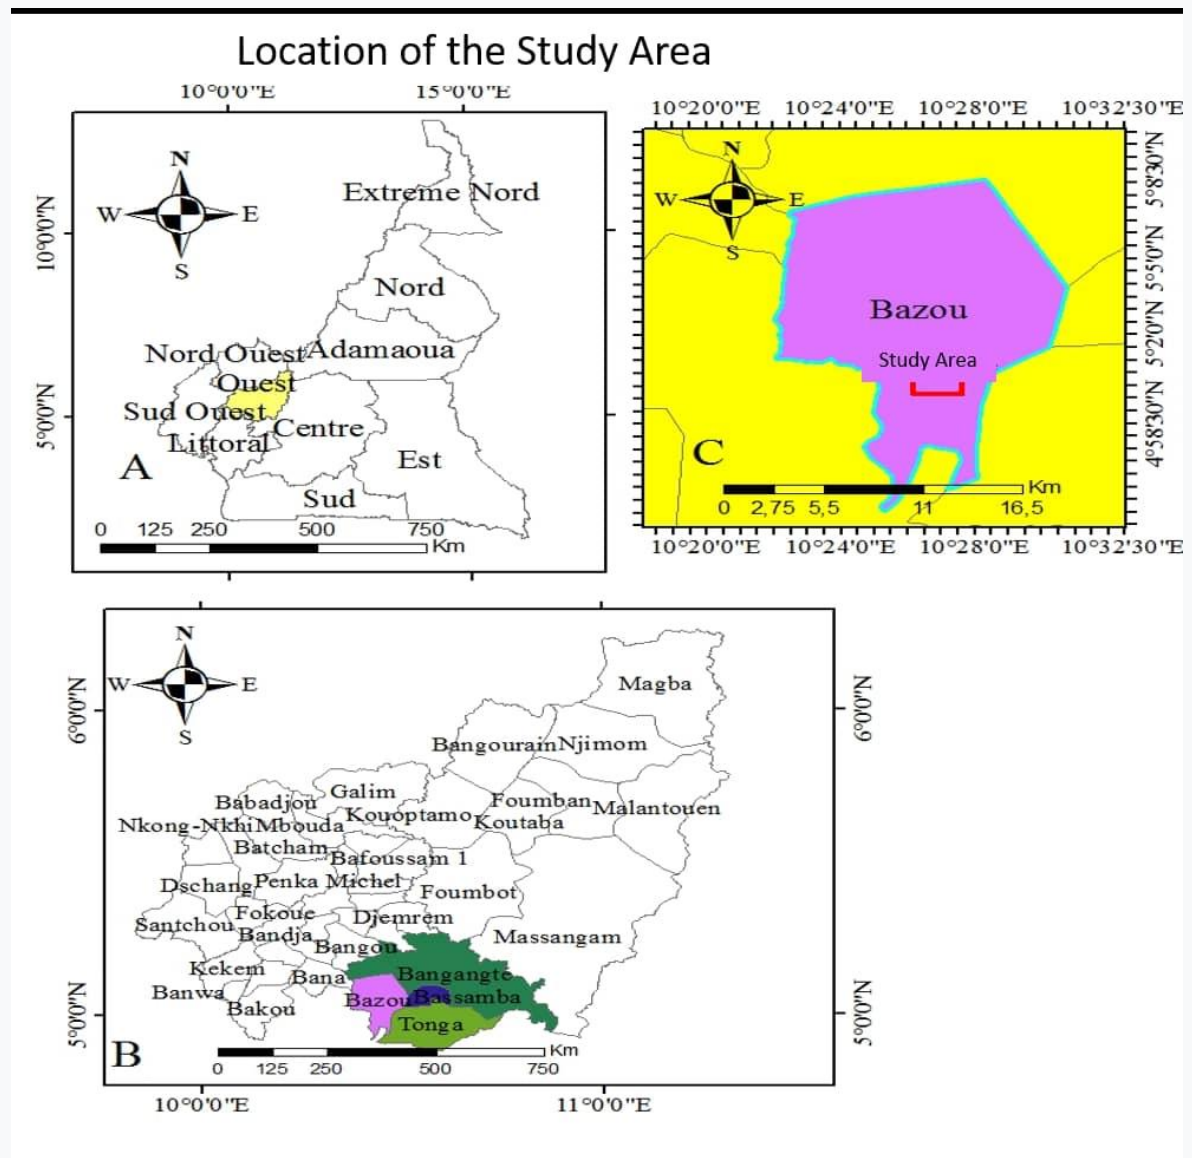 Location of the Study Area
10°0'0"E 15°0'0"E
N
W E
S
10°0'0"N
5°0'0"N
Extreme Nord
Nord
Nord Ouest Adamaoua
Ouest
Sud Ouest
Centre
Littoral
Est
Sud
A
0 125 250 500 750
Km
10°20'0"E 10°24'0"E 10°28'0"E 10°32'30"E
N
W E
S
5°8'30"N
5°5'0"N
5°2'0"N
4°58'30"N
Bazou
Study Area
C
Km
0 2,75 5,5 11 16,5
10°20'0"E 10°24'0"E 10°28'0"E 10°32'30"E
N
W E
S
6°0'0"N
6°0'0"N
5°0'0"N
5°0'0"N
Magba
Bangourain Njimom
Galim
Babadjou
Foumban Malantouen
Kouoptamo Koutaba
Nkong-Nkhi Mbouda
Batcham
Bafoussam 1
Dschang Penka Michel
Foumbot
Fokoue Djemrem
Santchou
Bandja
Bangou
Massangam
Kekem Bana
Bangangte
Banwa
Bazou Bassamba
Bakou
Tonga
B
Km
0 125 250 500 750
10°0'0"E 11°0'0"E